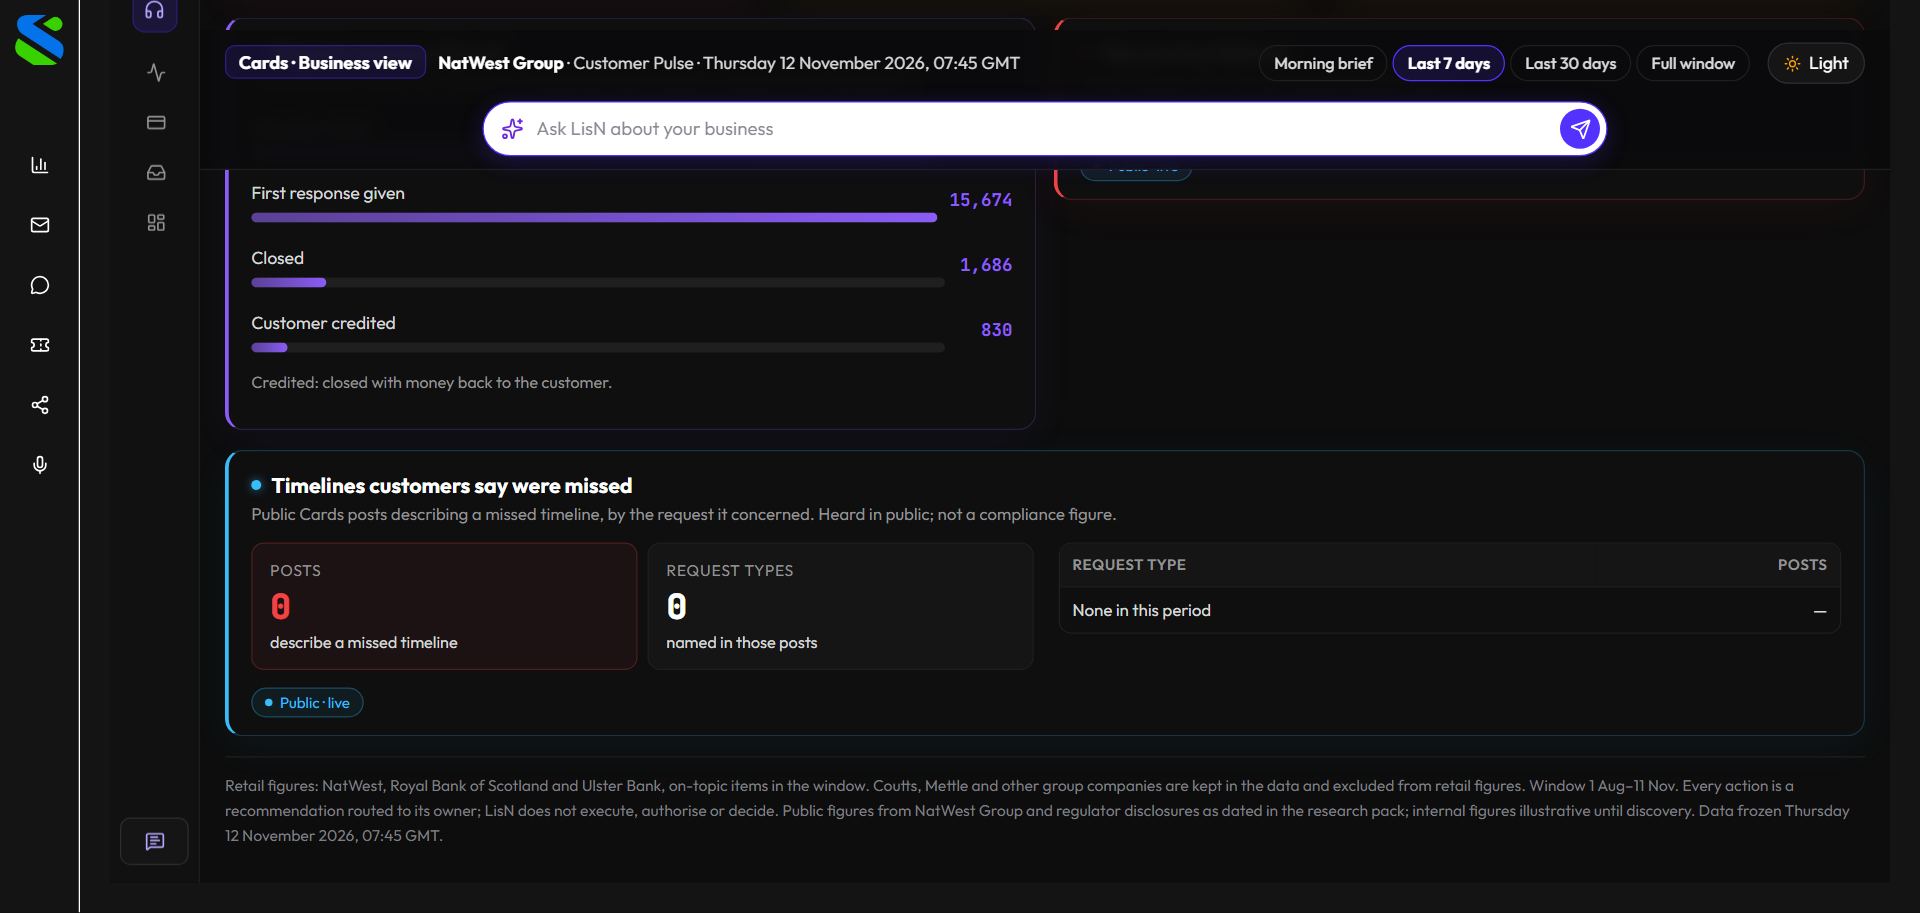 Cards · Business view
NatWest Group · Customer Pulse · Thursday 12 November 2026, 07:45 GMT
Morning brief
Last 7 days
Last 30 days
Full window
Light
Ask LisN about your business
First response given
15,674
Closed
1,686
Customer credited
830
Credited: closed with money back to the customer.
Timelines customers say were missed
Public Cards posts describing a missed timeline, by the request it concerned. Heard in public; not a compliance figure.
POSTS
0
describe a missed timeline
REQUEST TYPES
0
named in those posts
REQUEST TYPE
POSTS
None in this period
—
Public · live
Retail figures: NatWest, Royal Bank of Scotland and Ulster Bank, on-topic items in the window. Coutts, Mettle and other group companies are kept in the data and excluded from retail figures. Window 1 Aug–11 Nov. Every action is a
recommendation routed to its owner; LisN does not execute, authorise or decide. Public figures from NatWest Group and regulator disclosures as dated in the research pack; internal figures illustrative until discovery. Data frozen Thursday
12 November 2026, 07:45 GMT.